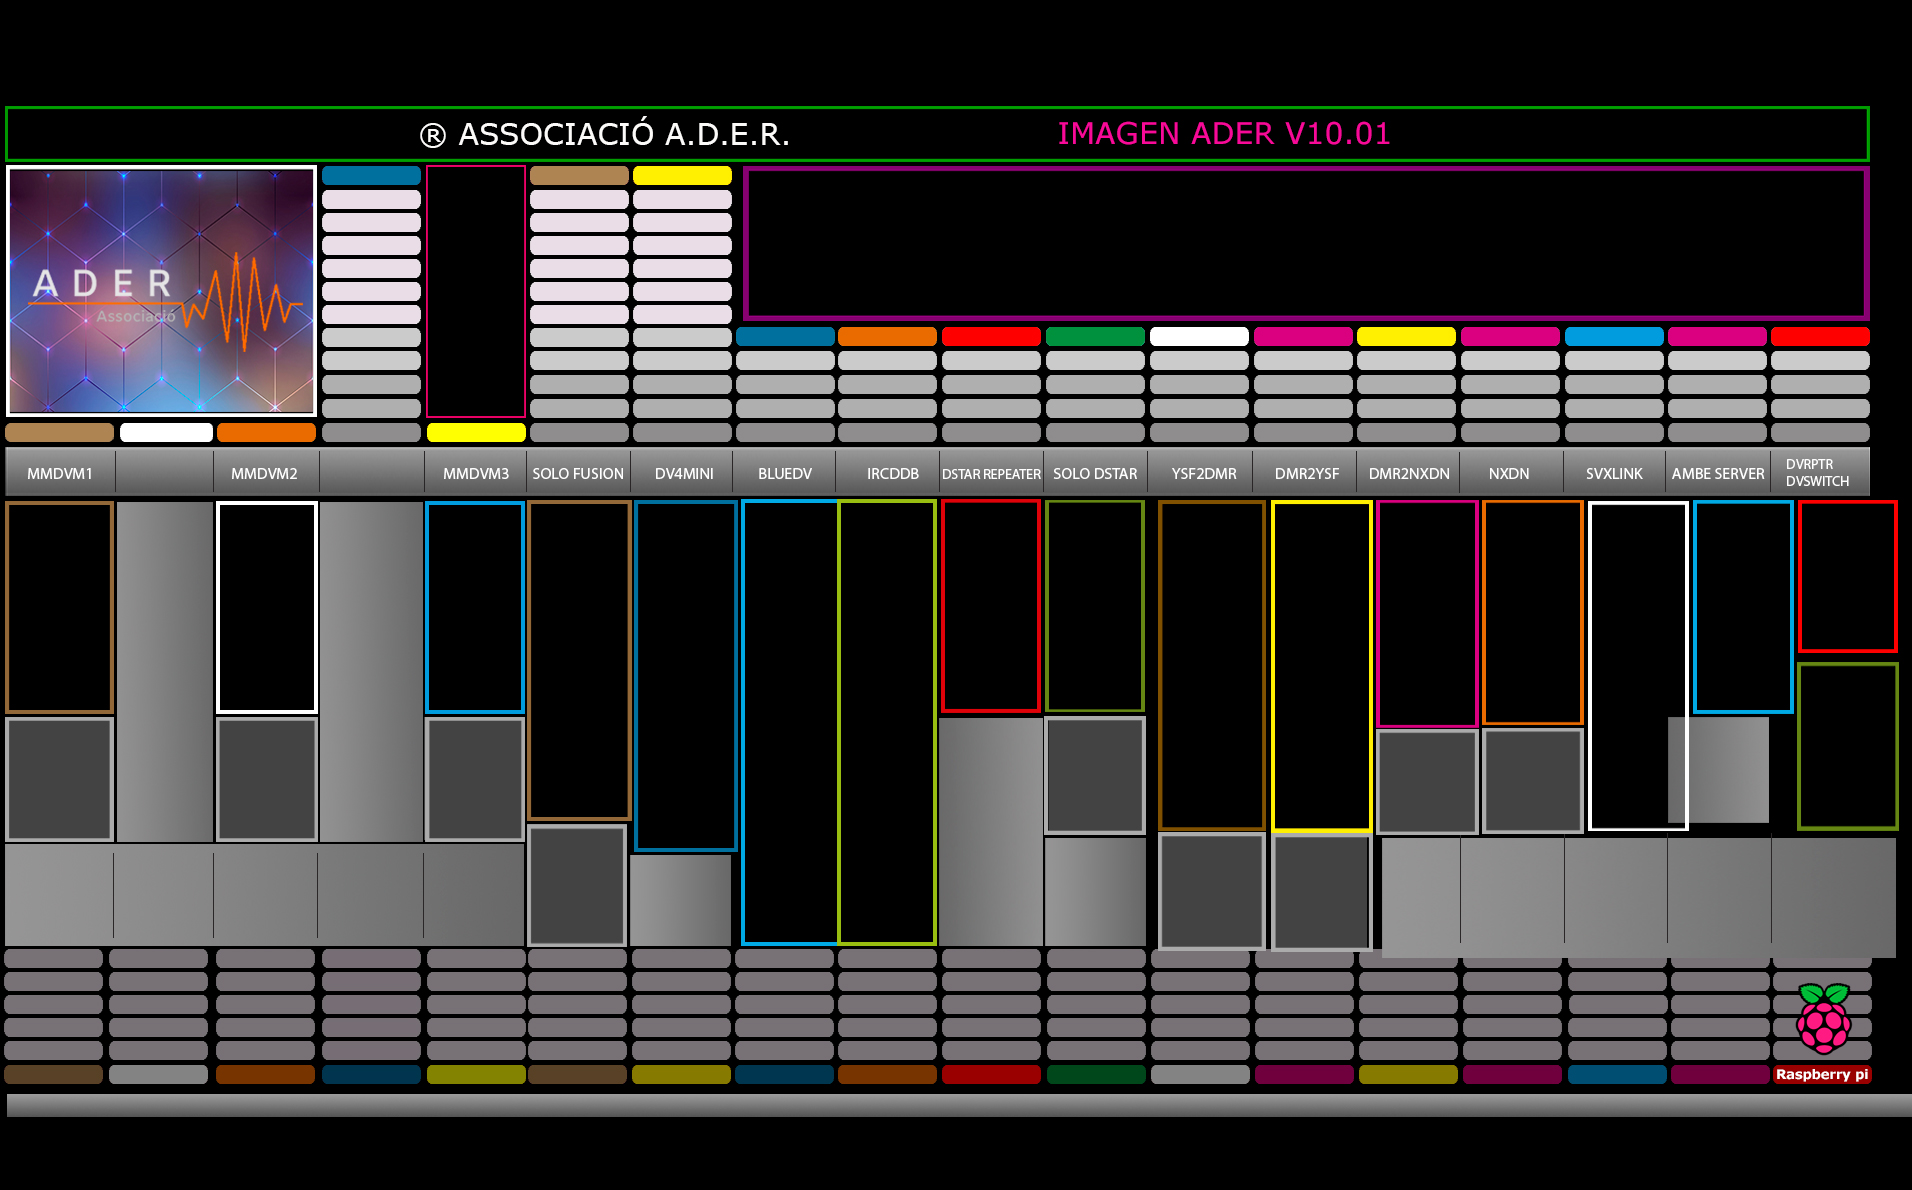 ® ASSOCIACIÓ A.D.E.R.
IMAGEN ADER V10.01
ADER
Associació
MMDVM1
MMDVM2
MMDVM3
SOLO FUSION
DV4MINI
BLUEDV
IRCDDB
DSTAR REPEATER
SOLO DSTAR
YSF2DMR
DMR2YSF
DMR2NXDN
NXDN
SVXLINK
AMBE SERVER
DVRPTR
DVSWITCH
Raspberry pi